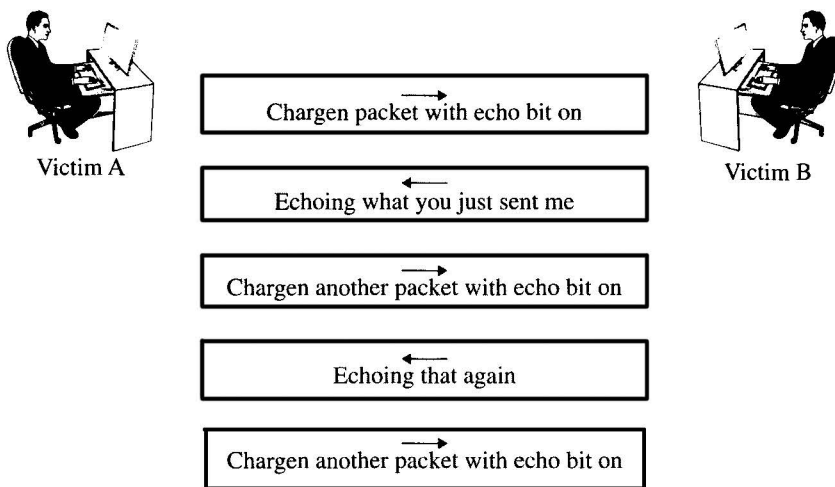 Chargen packet with echo bit on
Victim A
Victim B
Echoing what you just sent me
Chargen another packet with echo bit on
Echoing that again
Chargen another packet with echo bit on